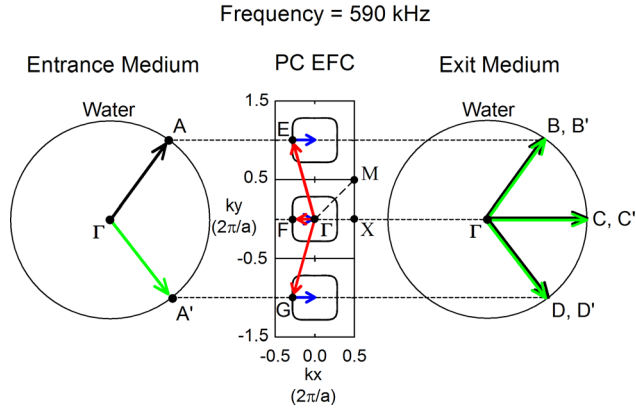 Frequency = 590 kHz
Entrance Medium
PC EFC
Exit Medium
Water
A
Γ
A'
1.5
0.5
ky
(2π/a)
-0.5
-1.5
E
F
G
Γ
M
X
-0.5 0.0 0.5
kx
(2π/a)
Water
B, B'
Γ
C, C'
D, D'